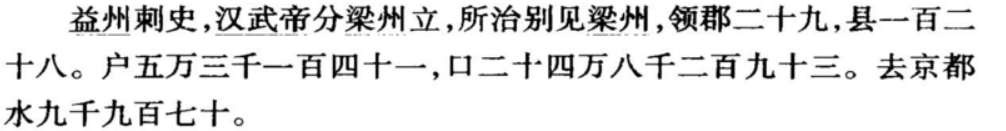 益州刺史,汉武帝分梁州立,所治别见梁州,领郡二十九,县一百二
十八。户五万三千一百四十一,口二十四万八千二百九十三。去京都
水九千九百七十。